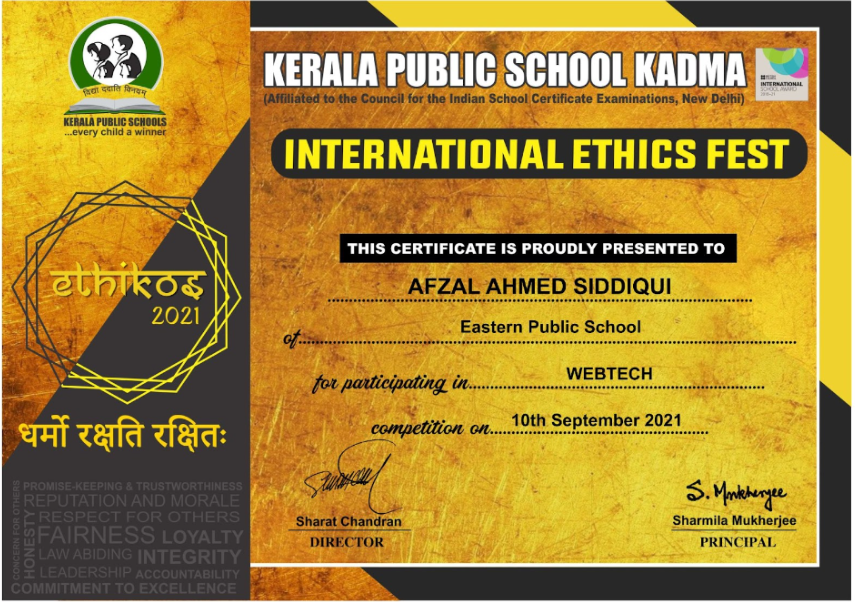 विद्या ददाति विनयम्
KERALA PUBLIC SCHOOLS
...every child a winner
ethikos
2021
धर्मो रक्षति रक्षितः
CONCERN FOR OTHERS
HONESTY
PROMISE-KEEPING & TRUSTWORTHINESS
REPUTATION AND MORALE
RESPECT FOR OTHERS
FAIRNESS LOYALTY
LAW ABIDING INTEGRITY
LEADERSHIP ACCOUNTABILITY
COMMITMENT TO EXCELLENCE
KERALA PUBLIC SCHOOL KADMA
(Affiliated to the Council for the Indian School Certificate Examinations, New Delhi)
INTERNATIONAL
SCHOOL AWARD
INTERNATIONAL ETHICS FEST
THIS CERTIFICATE IS PROUDLY PRESENTED TO
AFZAL AHMED SIDDIQUI
of Eastern Public School
for participating in WEBTECH
competition on 10th September 2021
S. Mukherjee
Sharat Chandran
DIRECTOR
Sharmila Mukherjee
PRINCIPAL